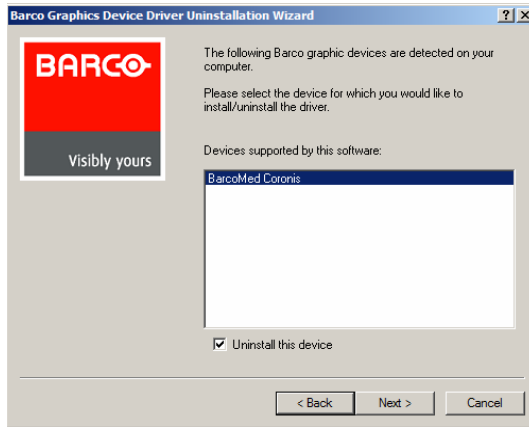 Barco Graphics Device Driver Uninstallation Wizard
BARCO
Visibly yours
The following Barco graphic devices are detected on your
computer.
Please select the device for which you would like to
install/uninstall the driver.
Devices supported by this software:
BarcoMed Coronis
Uninstall this device
< Back
Next >
Cancel